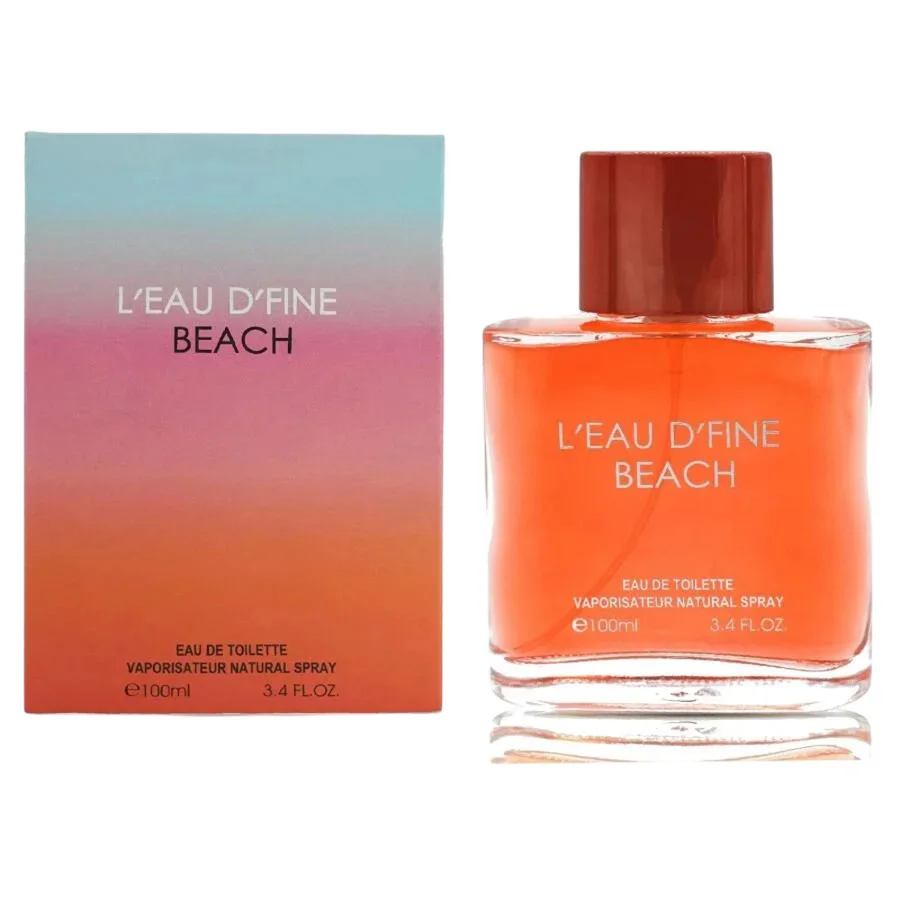 L'EAU D'FINE
BEACH
EAU DE TOILETTE
VAPORISATEUR NATURAL SPRAY
℮100ml 3.4 FL.OZ.
L'EAU D'FINE
BEACH
EAU DE TOILETTE
VAPORISATEUR NATURAL SPRAY
℮100ml 3.4 FL.OZ.